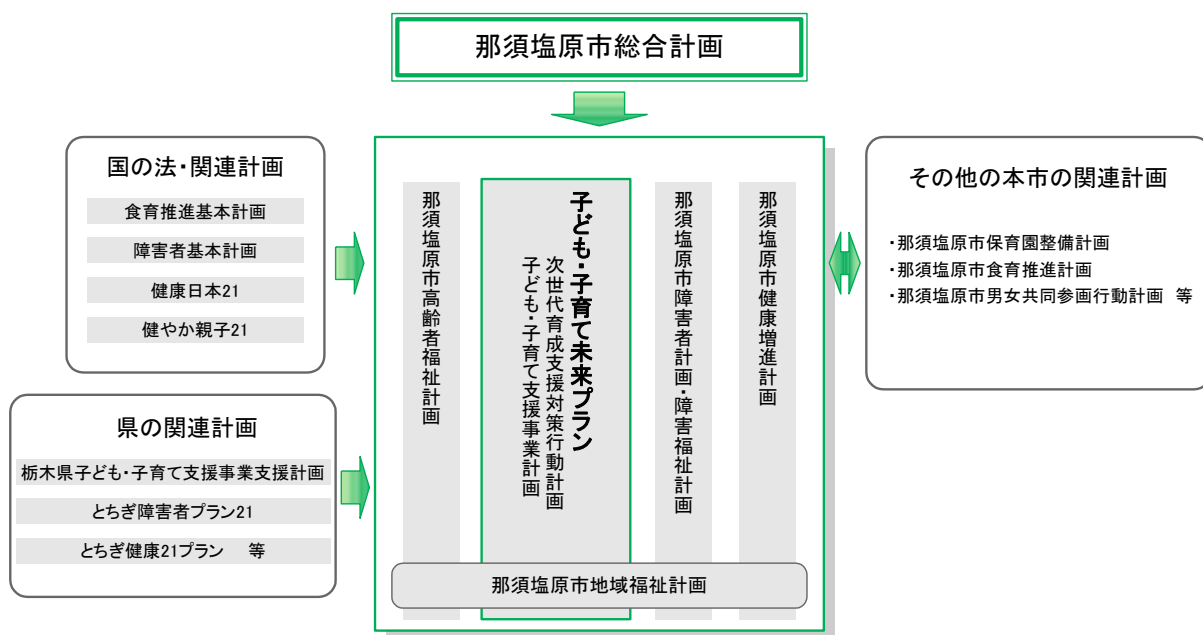 那須塩原市総合計画
国の法・関連計画
食育推進基本計画
障害者基本計画
健康日本21
健やか親子21
県の関連計画
栃木県子ども・子育て支援事業支援計画
とちぎ障害者プラン21
とちぎ健康21プラン　等
那須塩原市高齢者福祉計画
子ども・子育て未来プラン
次世代育成支援対策行動計画
子ども・子育て支援事業計画
那須塩原市障害者計画・障害福祉計画
那須塩原市健康増進計画
那須塩原市地域福祉計画
その他の本市の関連計画
・那須塩原市保育園整備計画
・那須塩原市食育推進計画
・那須塩原市男女共同参画行動計画　等